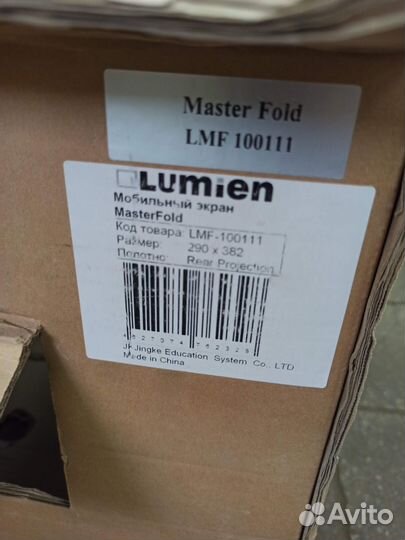 Master Fold
LMF 100111
Lumien
Мобильный экран
MasterFold
Код товара: LMF-100111
Размер: 290 x 382
Полотно: Rear Projection
JF Jingke Education System Co., LTD
Made in China
Avito